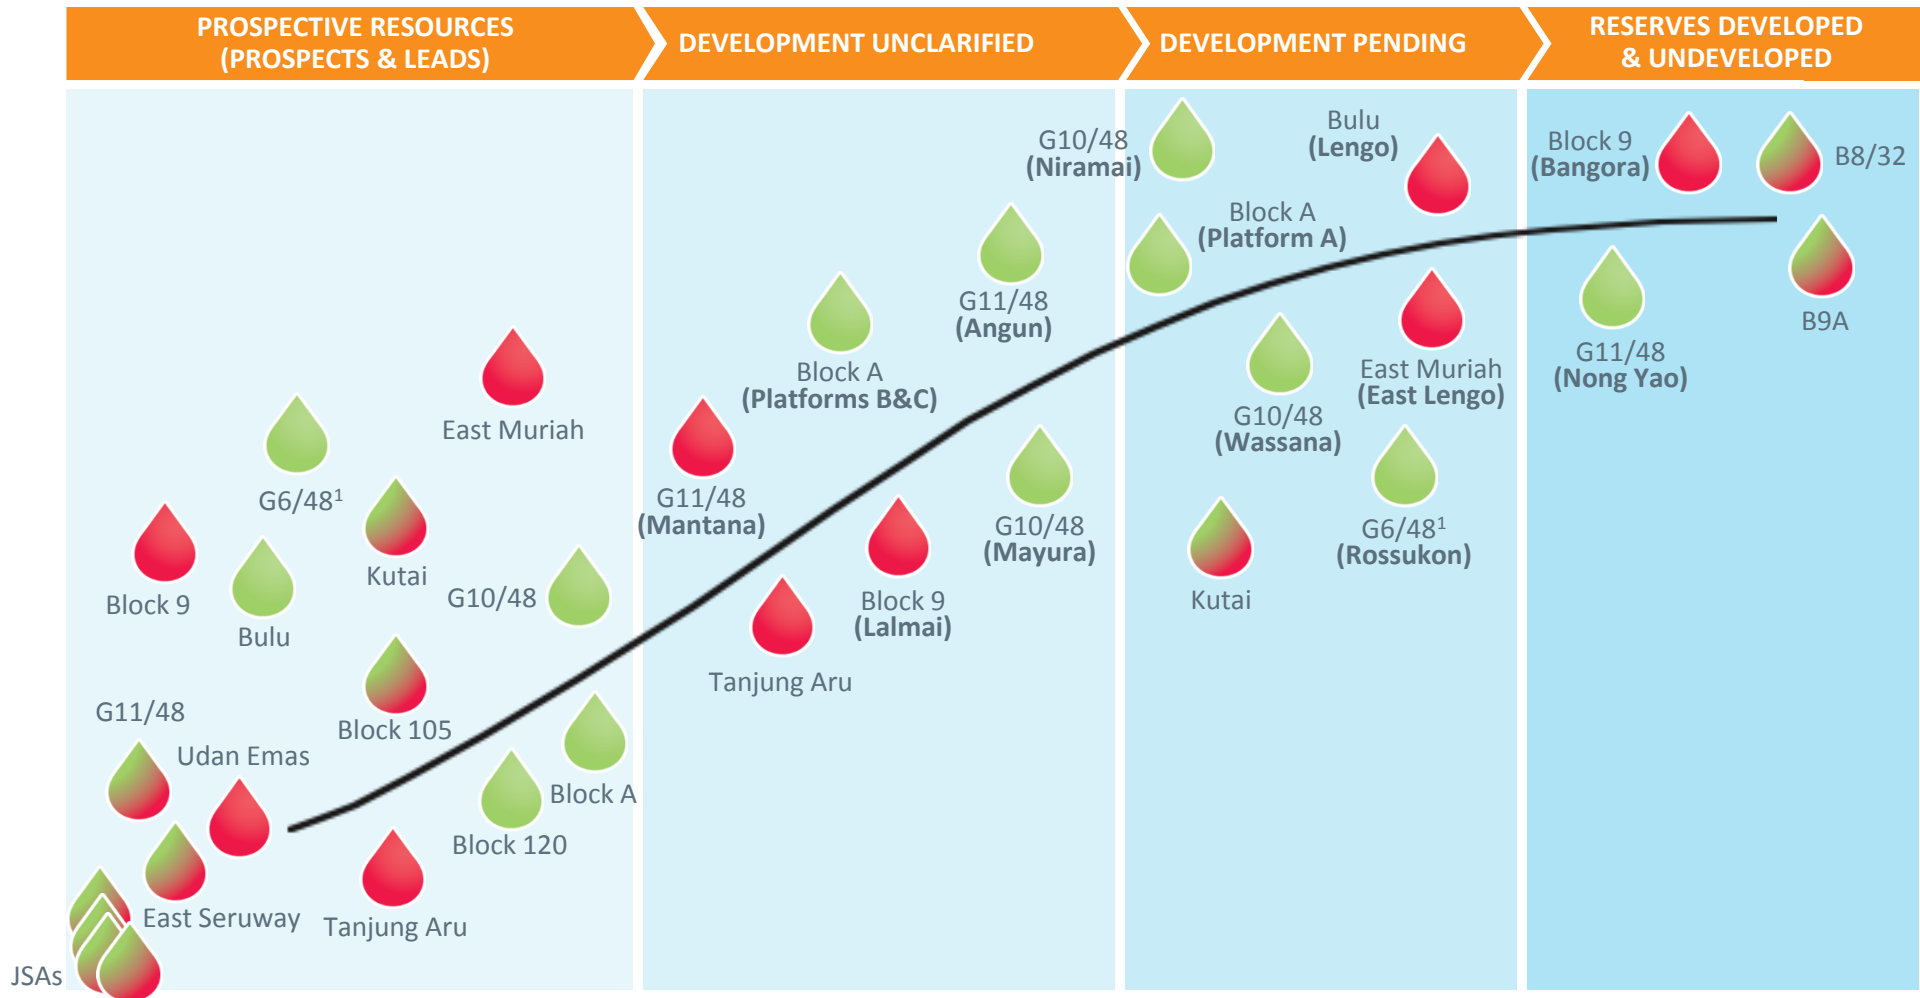 PROSPECTIVE RESOURCES
(PROSPECTS & LEADS)
DEVELOPMENT UNCLARIFIED
DEVELOPMENT PENDING
RESERVES DEVELOPED
& UNDEVELOPED
East Muriah
G6/48¹
Kutai
Block 9
Bulu
G10/48
Block 105
G11/48
Udan Emas
Block A
Block 120
East Seruway
Tanjung Aru
JSAs
G11/48
(Angun)
Block A
(Platforms B&C)
G11/48
(Mantana)
G10/48
(Mayura)
Block 9
(Lalmai)
Tanjung Aru
G10/48
(Niramai)
Bulu
(Lengo)
Block A
(Platform A)
East Muriah
(East Lengo)
G10/48
(Wassana)
G6/48¹
(Rossukon)
Kutai
Block 9
(Bangora)
B8/32
B9A
G11/48
(Nong Yao)